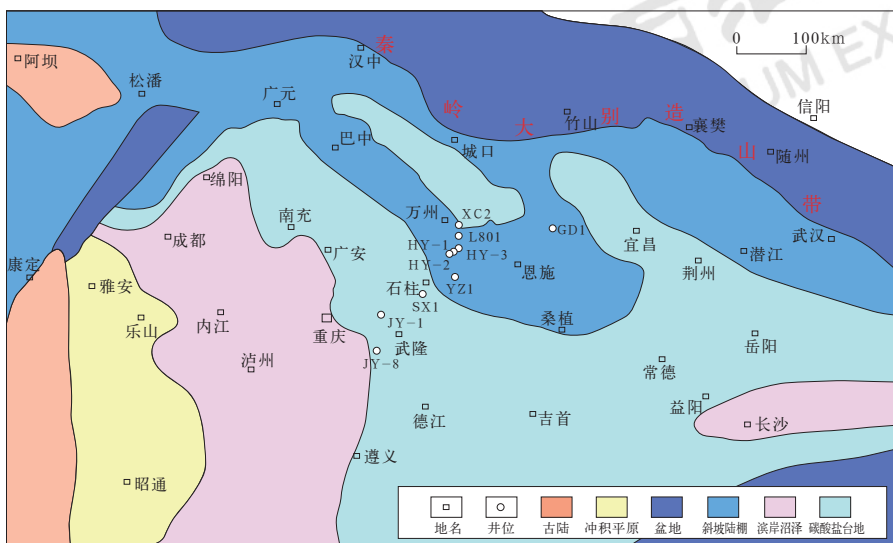 UM EX
0 100km
阿坝
松潘
汉中
秦
岭
大
别
造
山
带
广元
竹山
襄樊
信阳
随州
巴中
城口
绵阳
南充
万州
XC2
L801
HY-1
HY-3
HY-2
GD1
宜昌
潜江
武汉
成都
广安
荆州
康定
雅安
石柱
YZ1
恩施
SX1
乐山
内江
重庆
JY-1
武隆
桑植
岳阳
泸州
JY-8
常德
益阳
德江
吉首
长沙
遵义
昭通
地名 井位 古陆 冲积平原 盆地 斜坡陆棚 滨岸沼泽 碳酸盐台地